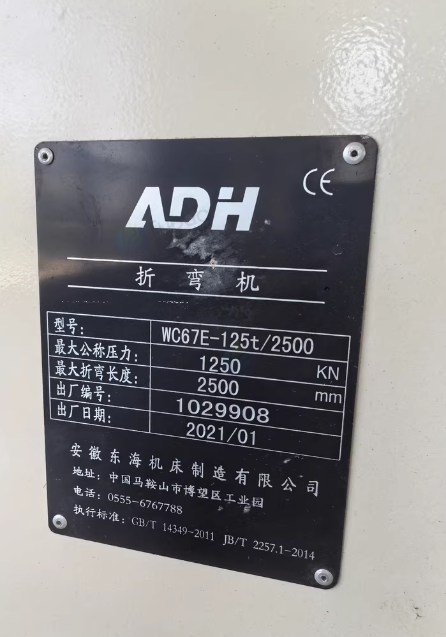 ADH
CE
折弯机
型号: WC67E-125t/2500
最大公称压力: 1250 KN
最大折弯长度: 2500 mm
出厂编号: 1029908
出厂日期: 2021/01
安徽东海机床制造有限公司
地址: 中国马鞍山市博望区工业园
电话: 0555-6767788
执行标准: GB/T 14349-2011 JB/T 2257.1-2014